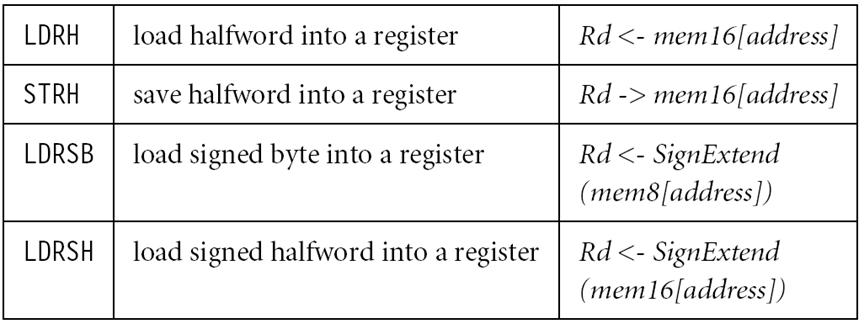 LDRH load halfword into a register Rd <- mem16[address]
STRH save halfword into a register Rd -> mem16[address]
LDRSB load signed byte into a register Rd <- SignExtend
(mem8[address])
LDRSH load signed halfword into a register Rd <- SignExtend
(mem16[address])